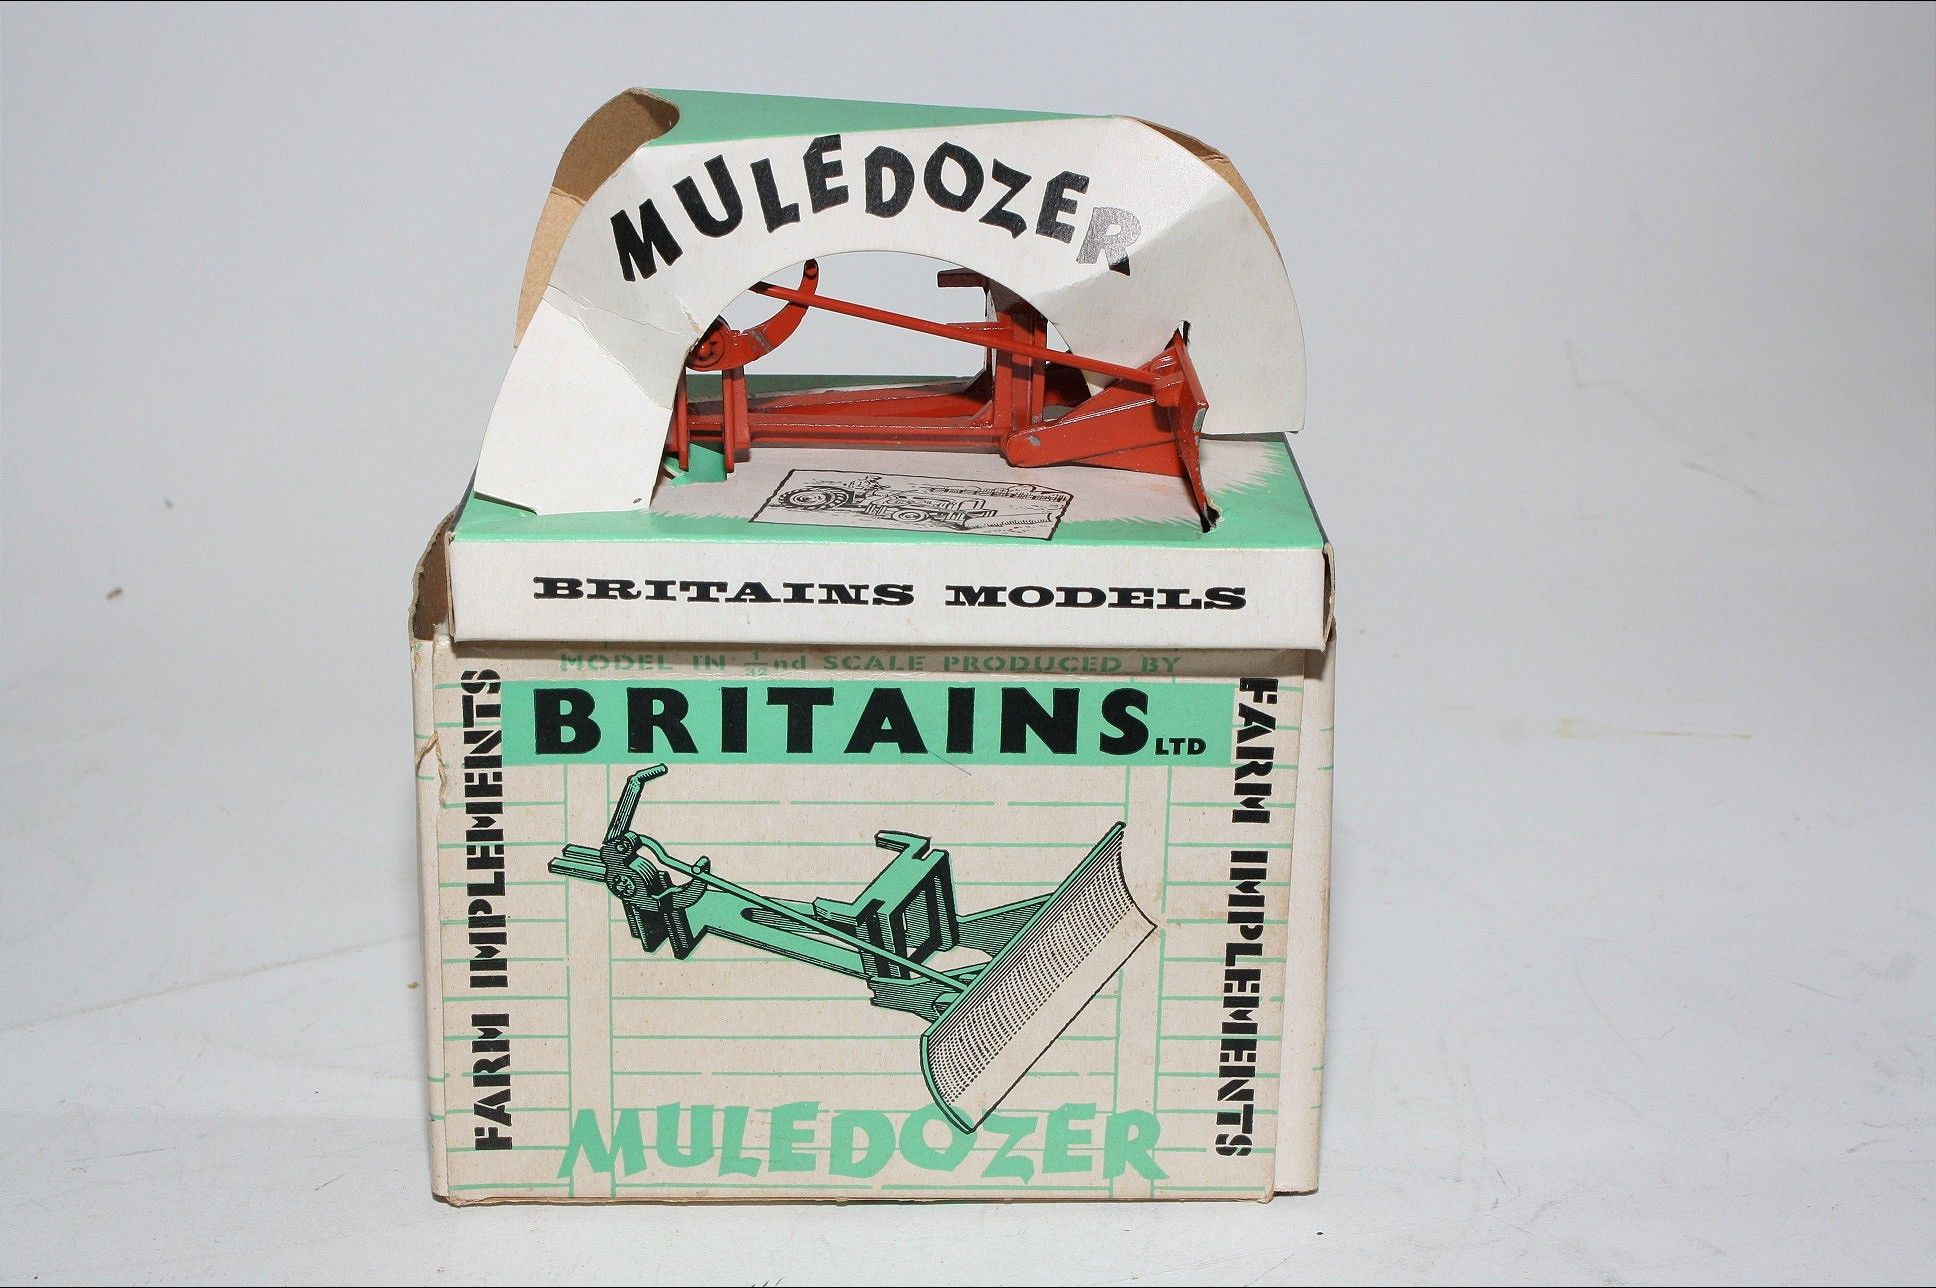 MULEDOZER
BRITAINS MODELS
MODEL IN 1/32nd SCALE PRODUCED BY
BRITAINS LTD
FARM IMPLEMENTS
FARM IMPLEMENTS
MULEDOZER